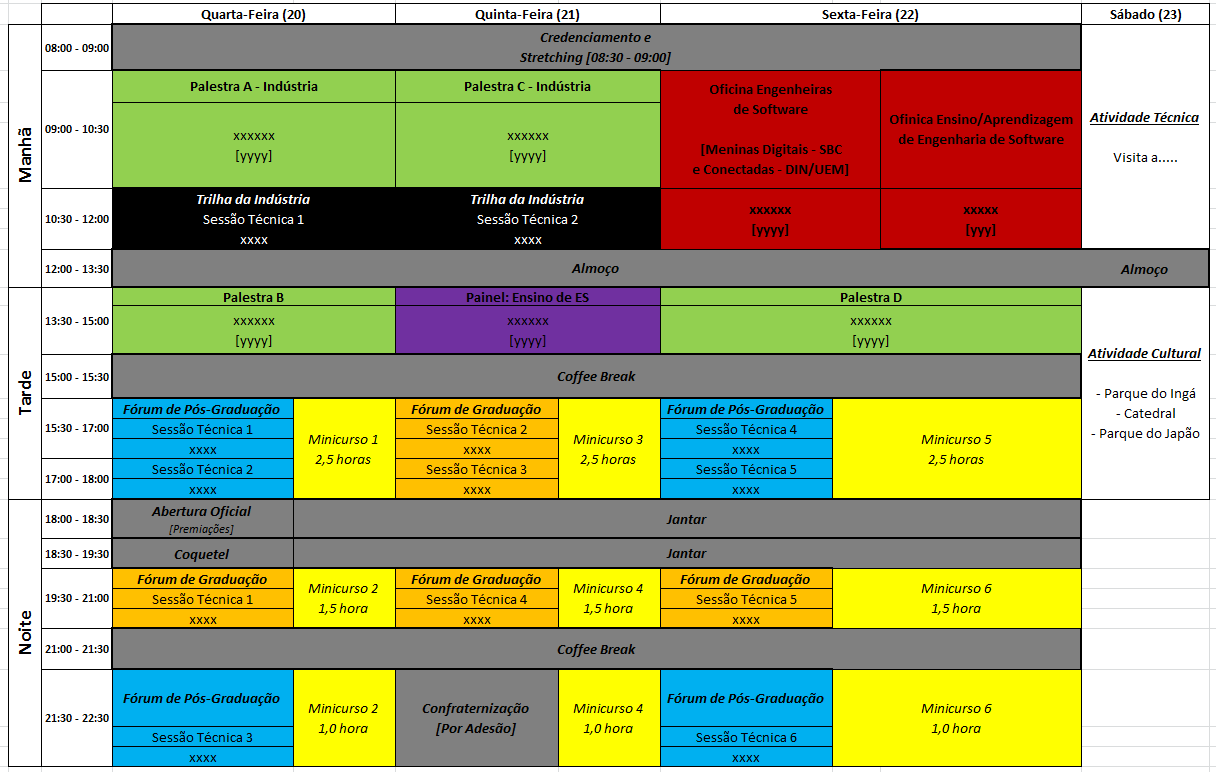 Quarta-Feira (20)
Quinta-Feira (21)
Sexta-Feira (22)
Sábado (23)
Manhã
08:00 - 09:00
Credenciamento e
Stretching [08:30 - 09:00]
09:00 - 10:30
Palestra A - Indústria
xxxxxx
[yyyy]
Palestra C - Indústria
xxxxxx
[yyyy]
Oficina Engenheiras
de Software
[Meninas Digitais - SBC
e Conectadas - DIN/UEM]
Ofinica Ensino/Aprendizagem
de Engenharia de Software
Atividade Técnica
Visita a.....
10:30 - 12:00
Trilha da Indústria
Sessão Técnica 1
xxxx
Trilha da Indústria
Sessão Técnica 2
xxxx
xxxxxx
[yyyy]
xxxxx
[yyy]
12:00 - 13:30
Almoço
Almoço
Tarde
13:30 - 15:00
Palestra B
xxxxxx
[yyyy]
Painel: Ensino de ES
xxxxxx
[yyyy]
Palestra D
xxxxxx
[yyyy]
Atividade Cultural
- Parque do Ingá
- Catedral
- Parque do Japão
15:00 - 15:30
Coffee Break
15:30 - 17:00
17:00 - 18:00
Fórum de Pós-Graduação
Sessão Técnica 1
xxxx
Sessão Técnica 2
xxxx
Minicurso 1
2,5 horas
Fórum de Graduação
Sessão Técnica 2
xxxx
Sessão Técnica 3
xxxx
Minicurso 3
2,5 horas
Fórum de Pós-Graduação
Sessão Técnica 4
xxxx
Sessão Técnica 5
xxxx
Minicurso 5
2,5 horas
Noite
18:00 - 18:30
Abertura Oficial
[Premiações]
Jantar
18:30 - 19:30
Coquetel
Jantar
19:30 - 21:00
Fórum de Graduação
Sessão Técnica 1
xxxx
Minicurso 2
1,5 hora
Fórum de Graduação
Sessão Técnica 4
xxxx
Minicurso 4
1,5 hora
Fórum de Graduação
Sessão Técnica 5
xxxx
Minicurso 6
1,5 hora
21:00 - 21:30
Coffee Break
21:30 - 22:30
Fórum de Pós-Graduação
Sessão Técnica 3
xxxx
Minicurso 2
1,0 hora
Confraternização
[Por Adesão]
Minicurso 4
1,0 hora
Fórum de Pós-Graduação
Sessão Técnica 6
xxxx
Minicurso 6
1,0 hora